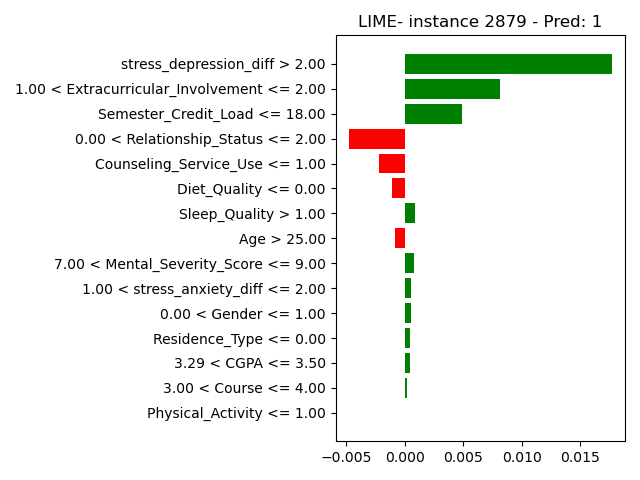 LIME- instance 2879 - Pred: 1
stress_depression_diff > 2.00
1.00 < Extracurricular_Involvement <= 2.00
Semester_Credit_Load <= 18.00
0.00 < Relationship_Status <= 2.00
Counseling_Service_Use <= 1.00
Diet_Quality <= 0.00
Sleep_Quality > 1.00
Age > 25.00
7.00 < Mental_Severity_Score <= 9.00
1.00 < stress_anxiety_diff <= 2.00
0.00 < Gender <= 1.00
Residence_Type <= 0.00
3.29 < CGPA <= 3.50
3.00 < Course <= 4.00
Physical_Activity <= 1.00
−0.005 0.000 0.005 0.010 0.015